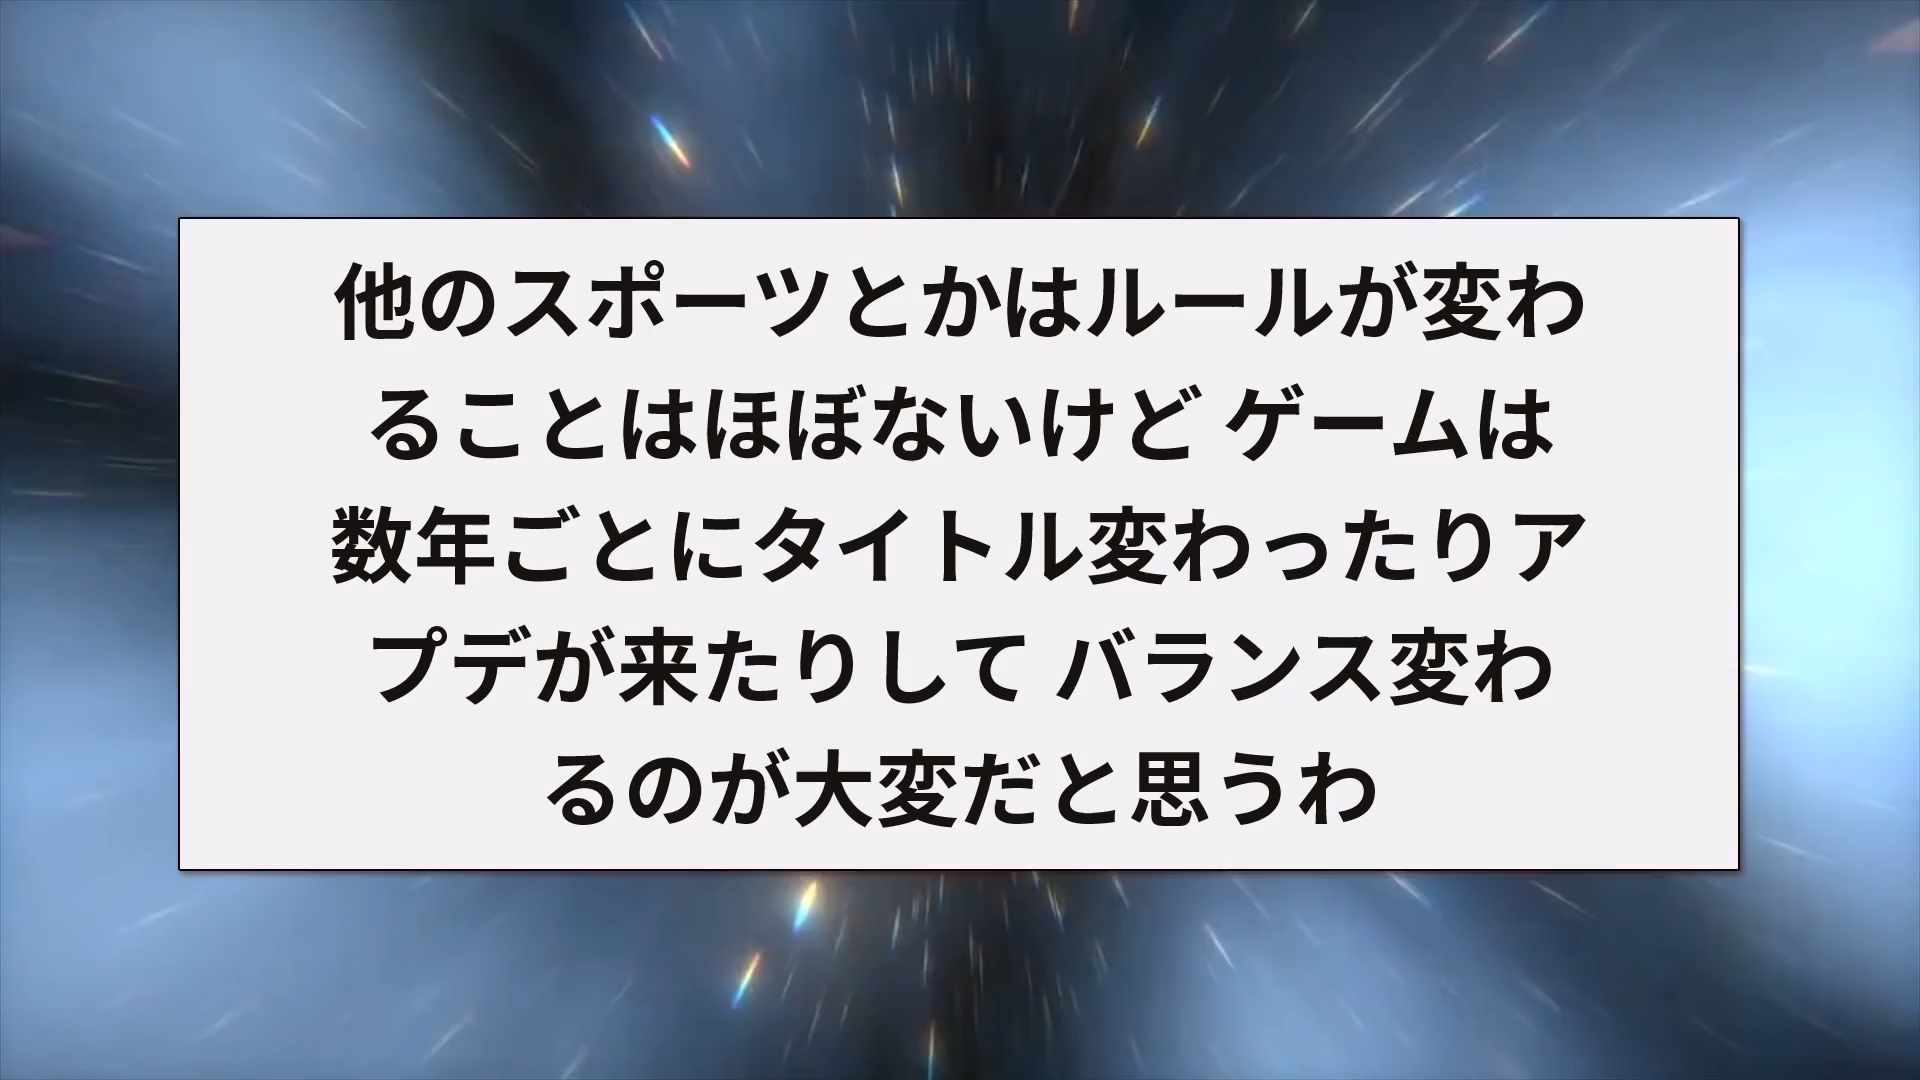 他のスポーツとかはルールが変わ
ることはほぼないけど ゲームは
数年ごとにタイトル変わったりア
プデが来たりして バランス変わ
るのが大変だと思うわ